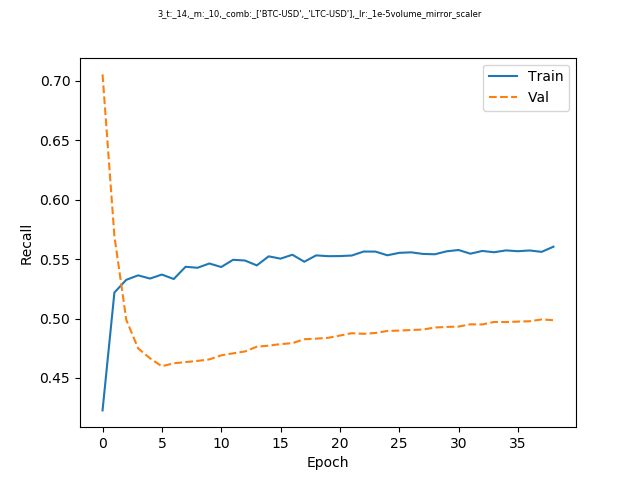 3_t:_14,_m:_10,_comb:_['BTC-USD',_'LTC-USD'],_lr:_1e-5volume_mirror_scaler
Train
Val
0.70
0.65
0.60
0.55
0.50
0.45
Recall
0 5 10 15 20 25 30 35
Epoch